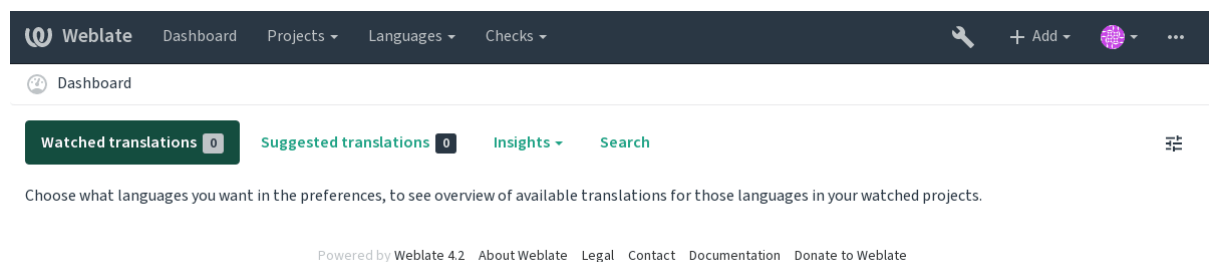 Weblate Dashboard Projects Languages Checks Add
Dashboard
Watched translations 0 Suggested translations 0 Insights Search
Choose what languages you want in the preferences, to see overview of available translations for those languages in your watched projects.
Powered by Weblate 4.2 About Weblate Legal Contact Documentation Donate to Weblate